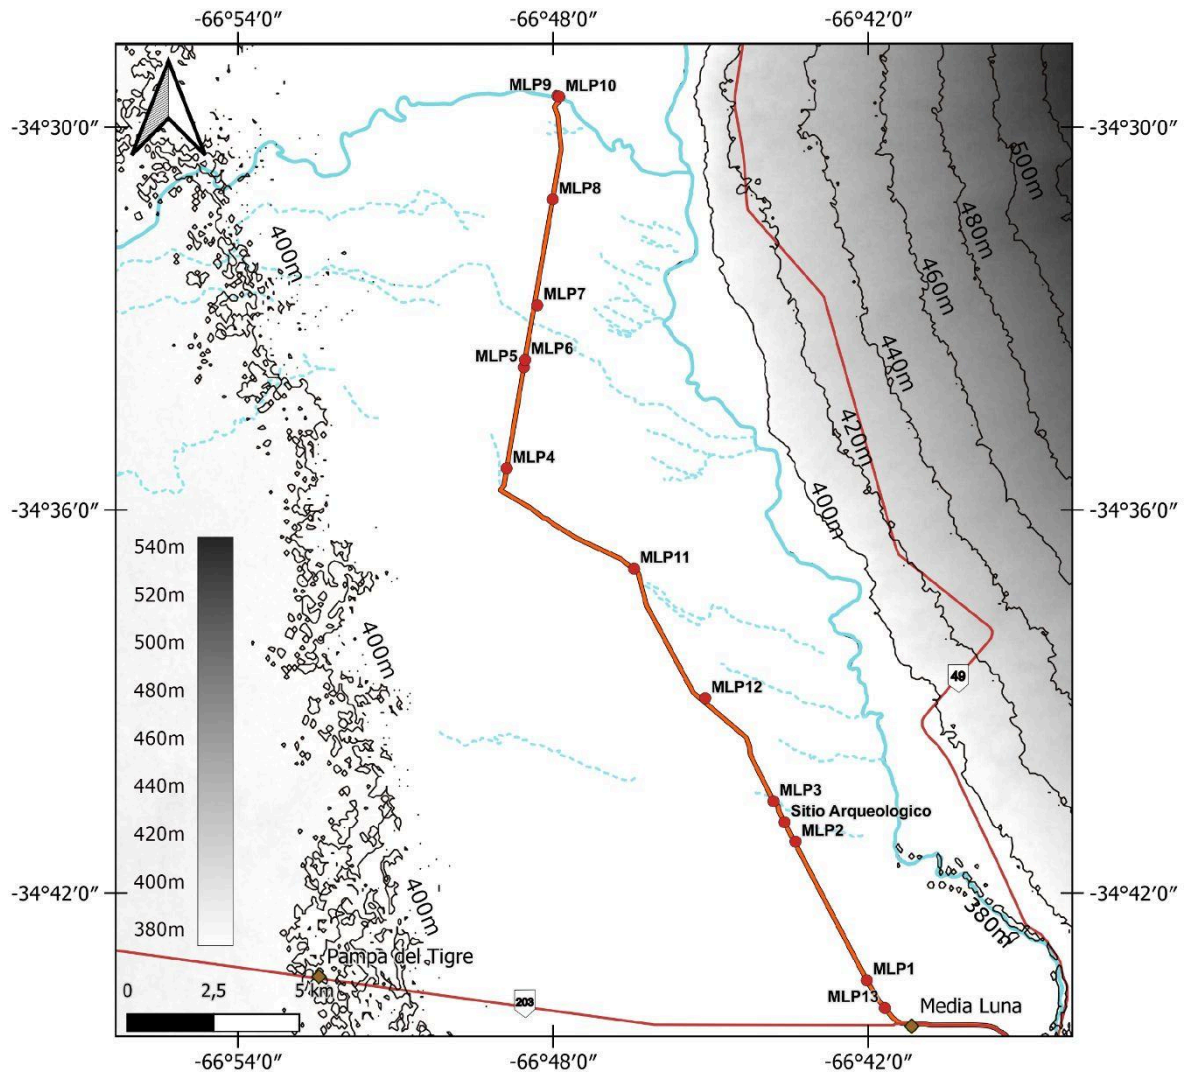 -66°54′0″ -66°48′0″ -66°42′0″
MLP9 MLP10
-34°30′0″ -34°30′0″
500m
MLP8
480m
400m
460m
MLP7
440m
MLP5 MLP6
420m
MLP4
400m
-34°36′0″ -34°36′0″
540m
520m
500m
480m
460m
440m
420m
400m
380m
MLP11
400m
49
MLP12
MLP3
Sitio Arqueologico
MLP2
-34°42′0″ -34°42′0″
400m
380m
Pampa del Tigre
MLP1
0 2,5 5 km
203
MLP13
Media Luna
-66°54′0″ -66°48′0″ -66°42′0″